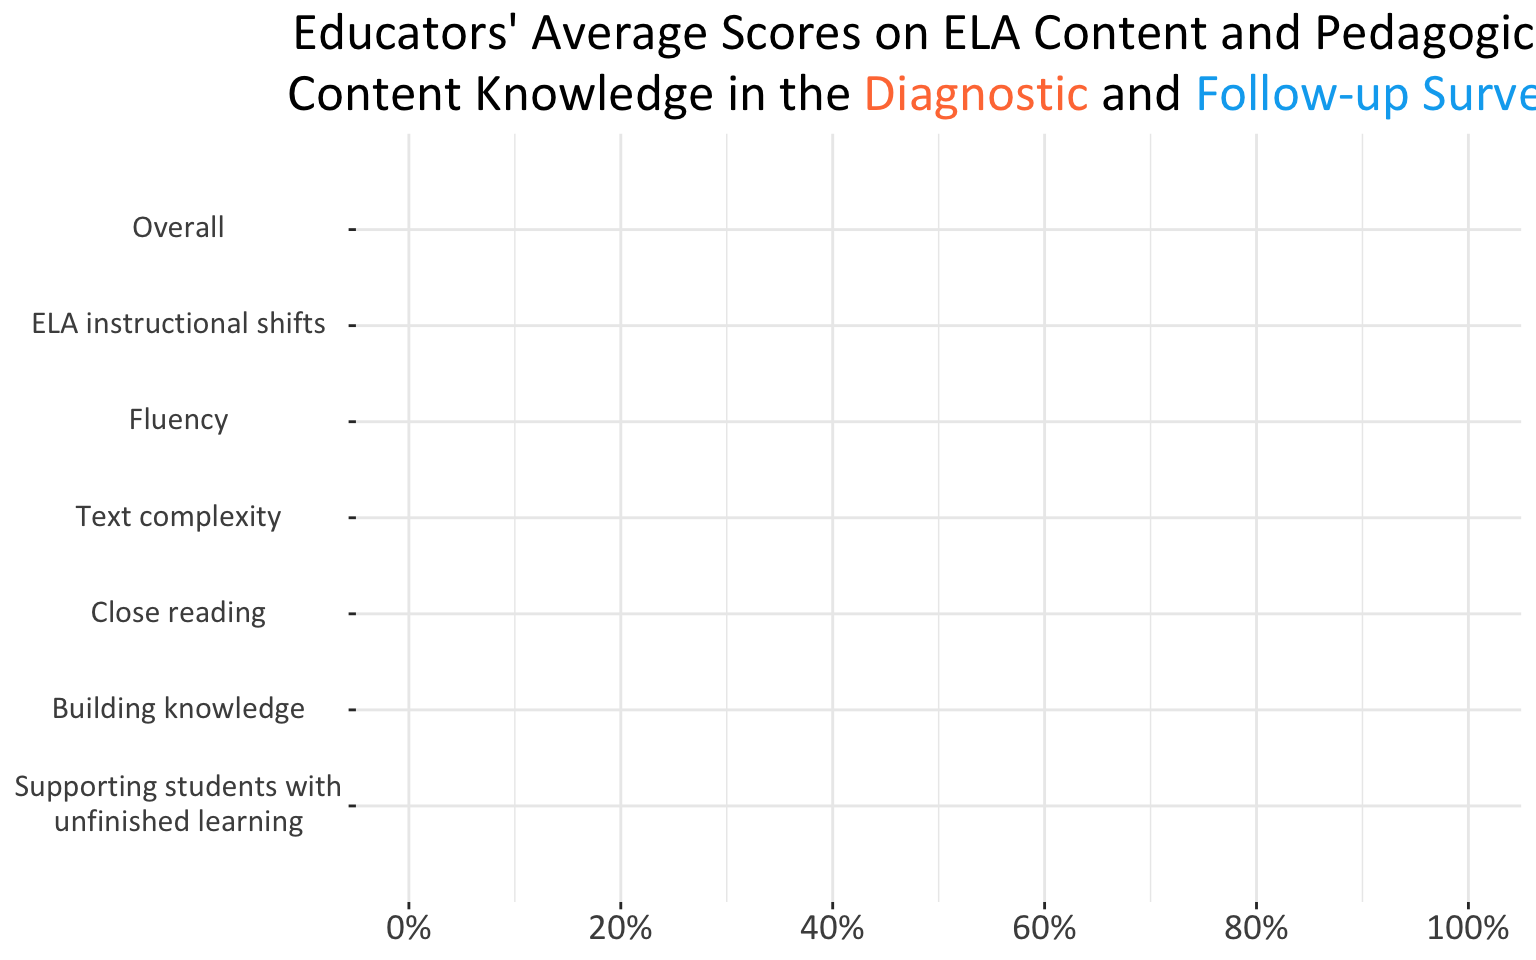 Educators' Average Scores on ELA Content and Pedagogic
Content Knowledge in the Diagnostic and Follow-up Surve
Overall
ELA instructional shifts
Fluency
Text complexity
Close reading
Building knowledge
Supporting students with
unfinished learning
0% 20% 40% 60% 80% 100%